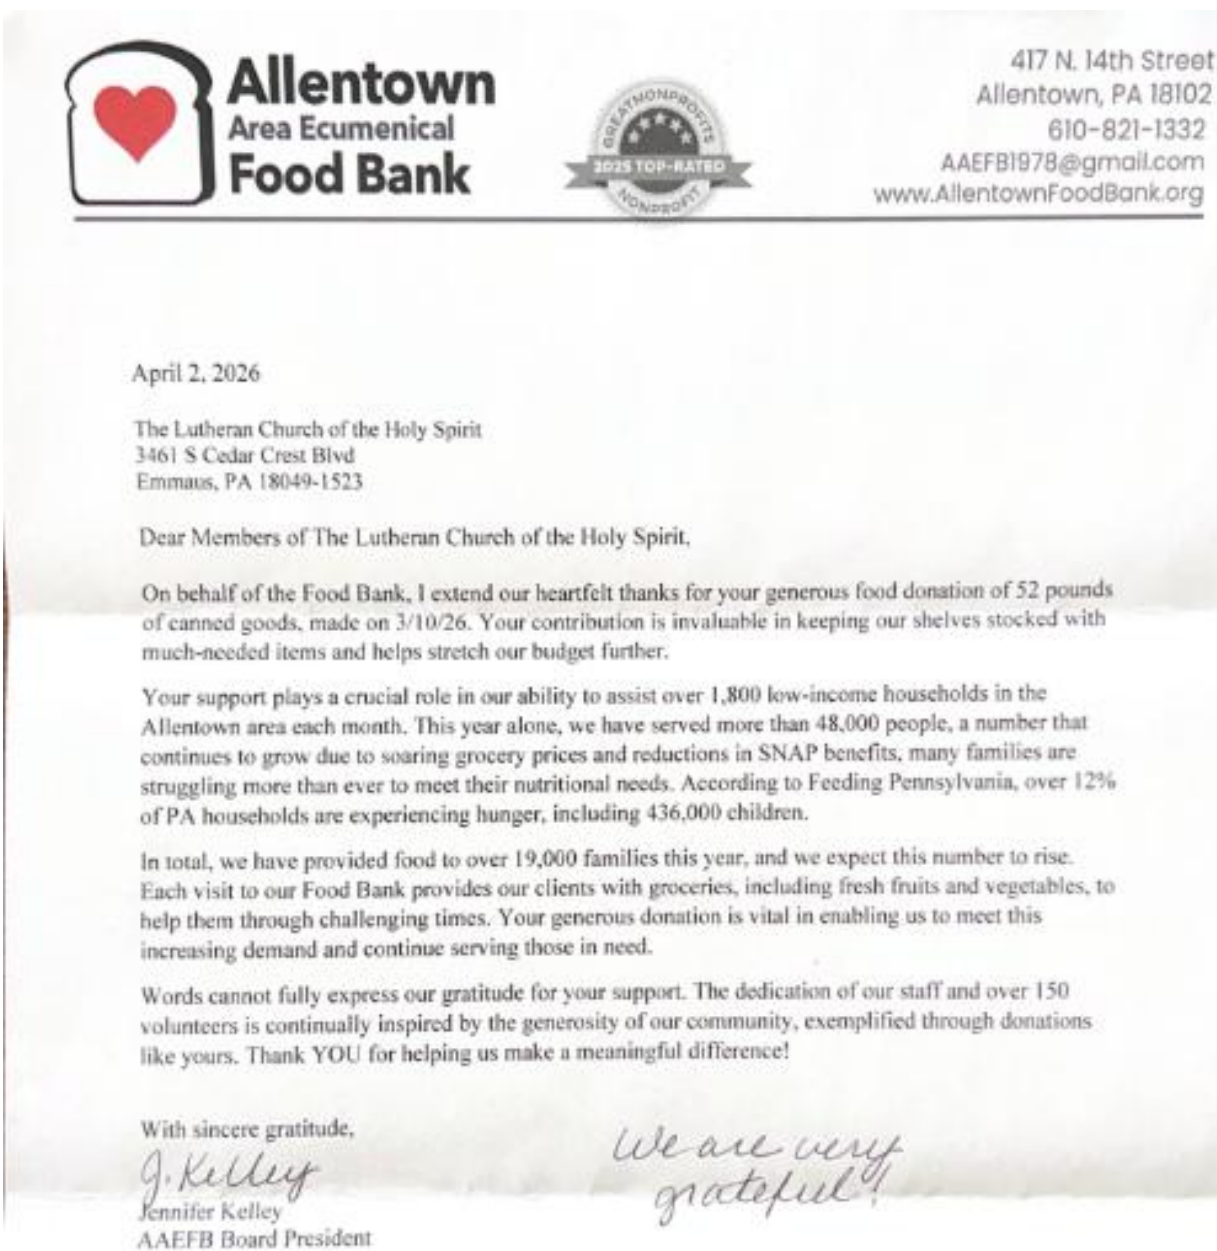 Allentown
Area Ecumenical
Food Bank
GREATNONPROFITS
2025 TOP-RATED
NONPROFIT
417 N. 14th Street
Allentown, PA 18102
610-821-1332
AAEFB1978@gmail.com
www.AllentownFoodBank.org
April 2, 2026
The Lutheran Church of the Holy Spirit
3461 S Cedar Crest Blvd
Emmaus, PA 18049-1523
Dear Members of The Lutheran Church of the Holy Spirit,
On behalf of the Food Bank, I extend our heartfelt thanks for your generous food donation of 52 pounds
of canned goods, made on 3/10/26. Your contribution is invaluable in keeping our shelves stocked with
much-needed items and helps stretch our budget further.
Your support plays a crucial role in our ability to assist over 1,800 low-income households in the
Allentown area each month. This year alone, we have served more than 48,000 people, a number that
continues to grow due to soaring grocery prices and reductions in SNAP benefits, many families are
struggling more than ever to meet their nutritional needs. According to Feeding Pennsylvania, over 12%
of PA households are experiencing hunger, including 436,000 children.
In total, we have provided food to over 19,000 families this year, and we expect this number to rise.
Each visit to our Food Bank provides our clients with groceries, including fresh fruits and vegetables, to
help them through challenging times. Your generous donation is vital in enabling us to meet this
increasing demand and continue serving those in need.
Words cannot fully express our gratitude for your support. The dedication of our staff and over 150
volunteers is continually inspired by the generosity of our community, exemplified through donations
like yours. Thank YOU for helping us make a meaningful difference!
With sincere gratitude,
J. Kelley
Jennifer Kelley
AAEFB Board President
We are very
grateful!